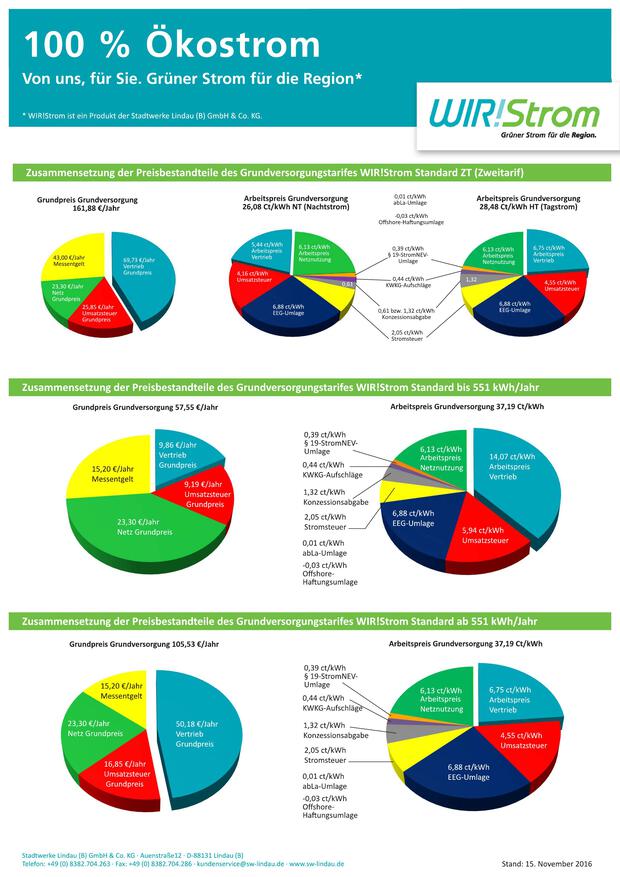 100 % Ökostrom
Von uns, für Sie. Grüner Strom für die Region*
* WIR!Strom ist ein Produkt der Stadtwerke Lindau (B) GmbH & Co. KG.
WIR!Strom
Grüner Strom für die Region.
Zusammensetzung der Preisbestandteile des Grundversorgungstarifes WIR!Strom Standard ZT (Zweitarif)
Grundpreis Grundversorgung
161,88 €/Jahr
43,00 €/Jahr
Messentgelt
69,73 €/Jahr
Vertrieb
Grundpreis
23,30 €/Jahr
Netz
Grundpreis
25,85 €/Jahr
Umsatzsteuer
Grundpreis
Arbeitspreis Grundversorgung
26,08 Ct/kWh NT (Nachtstrom)
5,44 ct/kWh
Arbeitspreis
Vertrieb
6,13 ct/kWh
Arbeitspreis
Netznutzung
4,16 ct/kWh
Umsatzsteuer
0,61
6,88 ct/kWh
EEG-Umlage
0,01 ct/kWh
abLa-Umlage
-0,03 ct/kWh
Offshore-Haftungsumlage
0,39 ct/kWh
§ 19-StromNEV-
Umlage
0,44 ct/kWh
KWKG-Aufschläge
0,61 bzw. 1,32 ct/kWh
Konzessionsabgabe
2,05 ct/kWh
Stromsteuer
Arbeitspreis Grundversorgung
28,48 Ct/kWh HT (Tagstrom)
6,13 ct/kWh
Arbeitspreis
Netznutzung
6,75 ct/kWh
Arbeitspreis
Vertrieb
1,32
4,55 ct/kWh
Umsatzsteuer
6,88 ct/kWh
EEG-Umlage
Zusammensetzung der Preisbestandteile des Grundversorgungstarifes WIR!Strom Standard bis 551 kWh/Jahr
Grundpreis Grundversorgung 57,55 €/Jahr
9,86 €/Jahr
Vertrieb
Grundpreis
15,20 €/Jahr
Messentgelt
9,19 €/Jahr
Umsatzsteuer
Grundpreis
23,30 €/Jahr
Netz Grundpreis
Arbeitspreis Grundversorgung 37,19 Ct/kWh
0,39 ct/kWh
§ 19-StromNEV-
Umlage
0,44 ct/kWh
KWKG-Aufschläge
1,32 ct/kWh
Konzessionsabgabe
2,05 ct/kWh
Stromsteuer
0,01 ct/kWh
abLa-Umlage
-0,03 ct/kWh
Offshore-
Haftungsumlage
6,13 ct/kWh
Arbeitspreis
Netznutzung
14,07 ct/kWh
Arbeitspreis
Vertrieb
6,88 ct/kWh
EEG-Umlage
5,94 ct/kWh
Umsatzsteuer
Zusammensetzung der Preisbestandteile des Grundversorgungstarifes WIR!Strom Standard ab 551 kWh/Jahr
Grundpreis Grundversorgung 105,53 €/Jahr
15,20 €/Jahr
Messentgelt
23,30 €/Jahr
Netz Grundpreis
50,18 €/Jahr
Vertrieb
Grundpreis
16,85 €/Jahr
Umsatzsteuer
Grundpreis
Arbeitspreis Grundversorgung 37,19 Ct/kWh
0,39 ct/kWh
§ 19-StromNEV-
Umlage
0,44 ct/kWh
KWKG-Aufschläge
1,32 ct/kWh
Konzessionsabgabe
2,05 ct/kWh
Stromsteuer
0,01 ct/kWh
abLa-Umlage
-0,03 ct/kWh
Offshore-
Haftungsumlage
6,13 ct/kWh
Arbeitspreis
Netznutzung
6,75 ct/kWh
Arbeitspreis
Vertrieb
4,55 ct/kWh
Umsatzsteuer
6,88 ct/kWh
EEG-Umlage
Stadtwerke Lindau (B) GmbH & Co. KG · Auenstraße12 · D-88131 Lindau (B)
Telefon: +49 (0) 8382.704.263 · Fax: +49 (0) 8382.704.286 · kundenservice@sw-lindau.de · www.sw-lindau.de
Stand: 15. November 2016